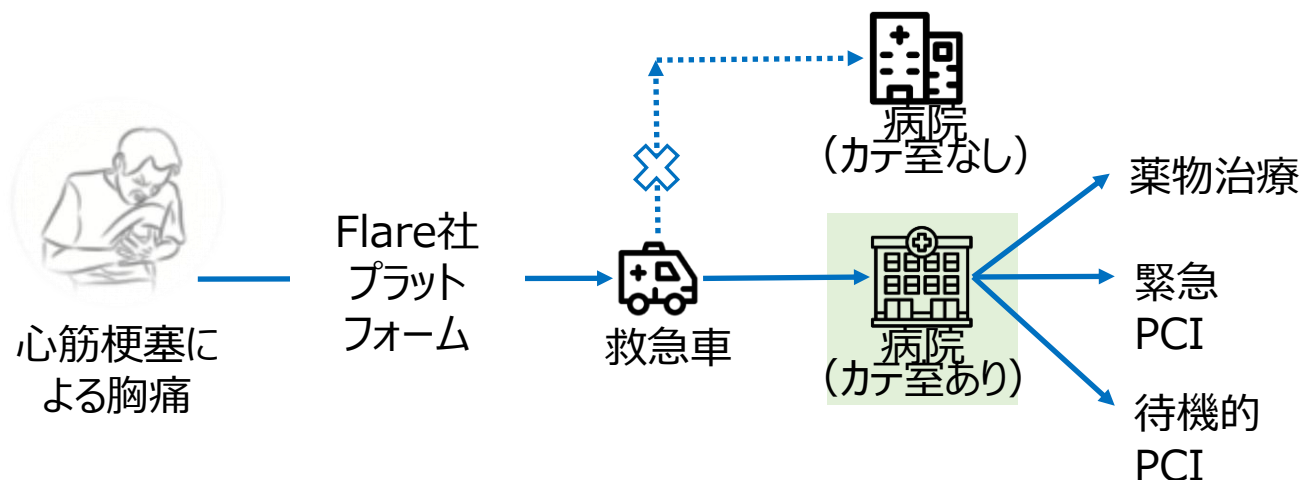 病院
（カテ室なし）
薬物治療
Flare社
プラット
フォーム
緊急
PCI
心筋梗塞に
よる胸痛
救急車
病院
（カテ室あり）
待機的
PCI